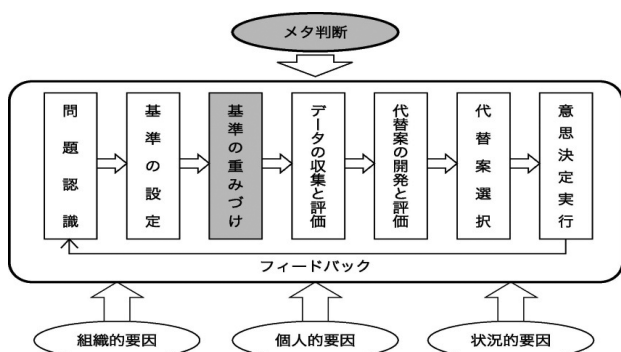 メタ判断
問題認識
基準の設定
基準の重みづけ
データの収集と評価
代替案の開発と評価
代替案選択
意思決定実行
フィードバック
組織的要因
個人的要因
状況的要因